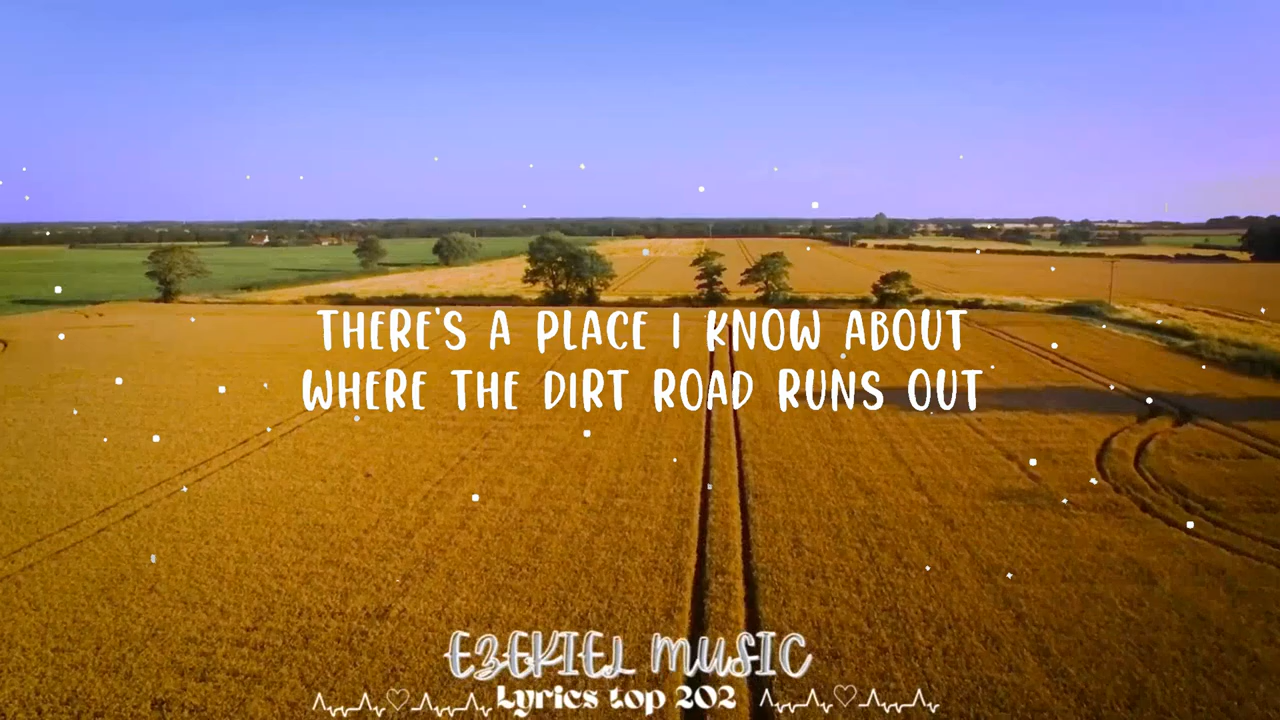 THERE'S A PLACE I KNOW ABOUT
WHERE THE DIRT ROAD RUNS OUT
EZEKIEL MUSIC
Lyrics top 202